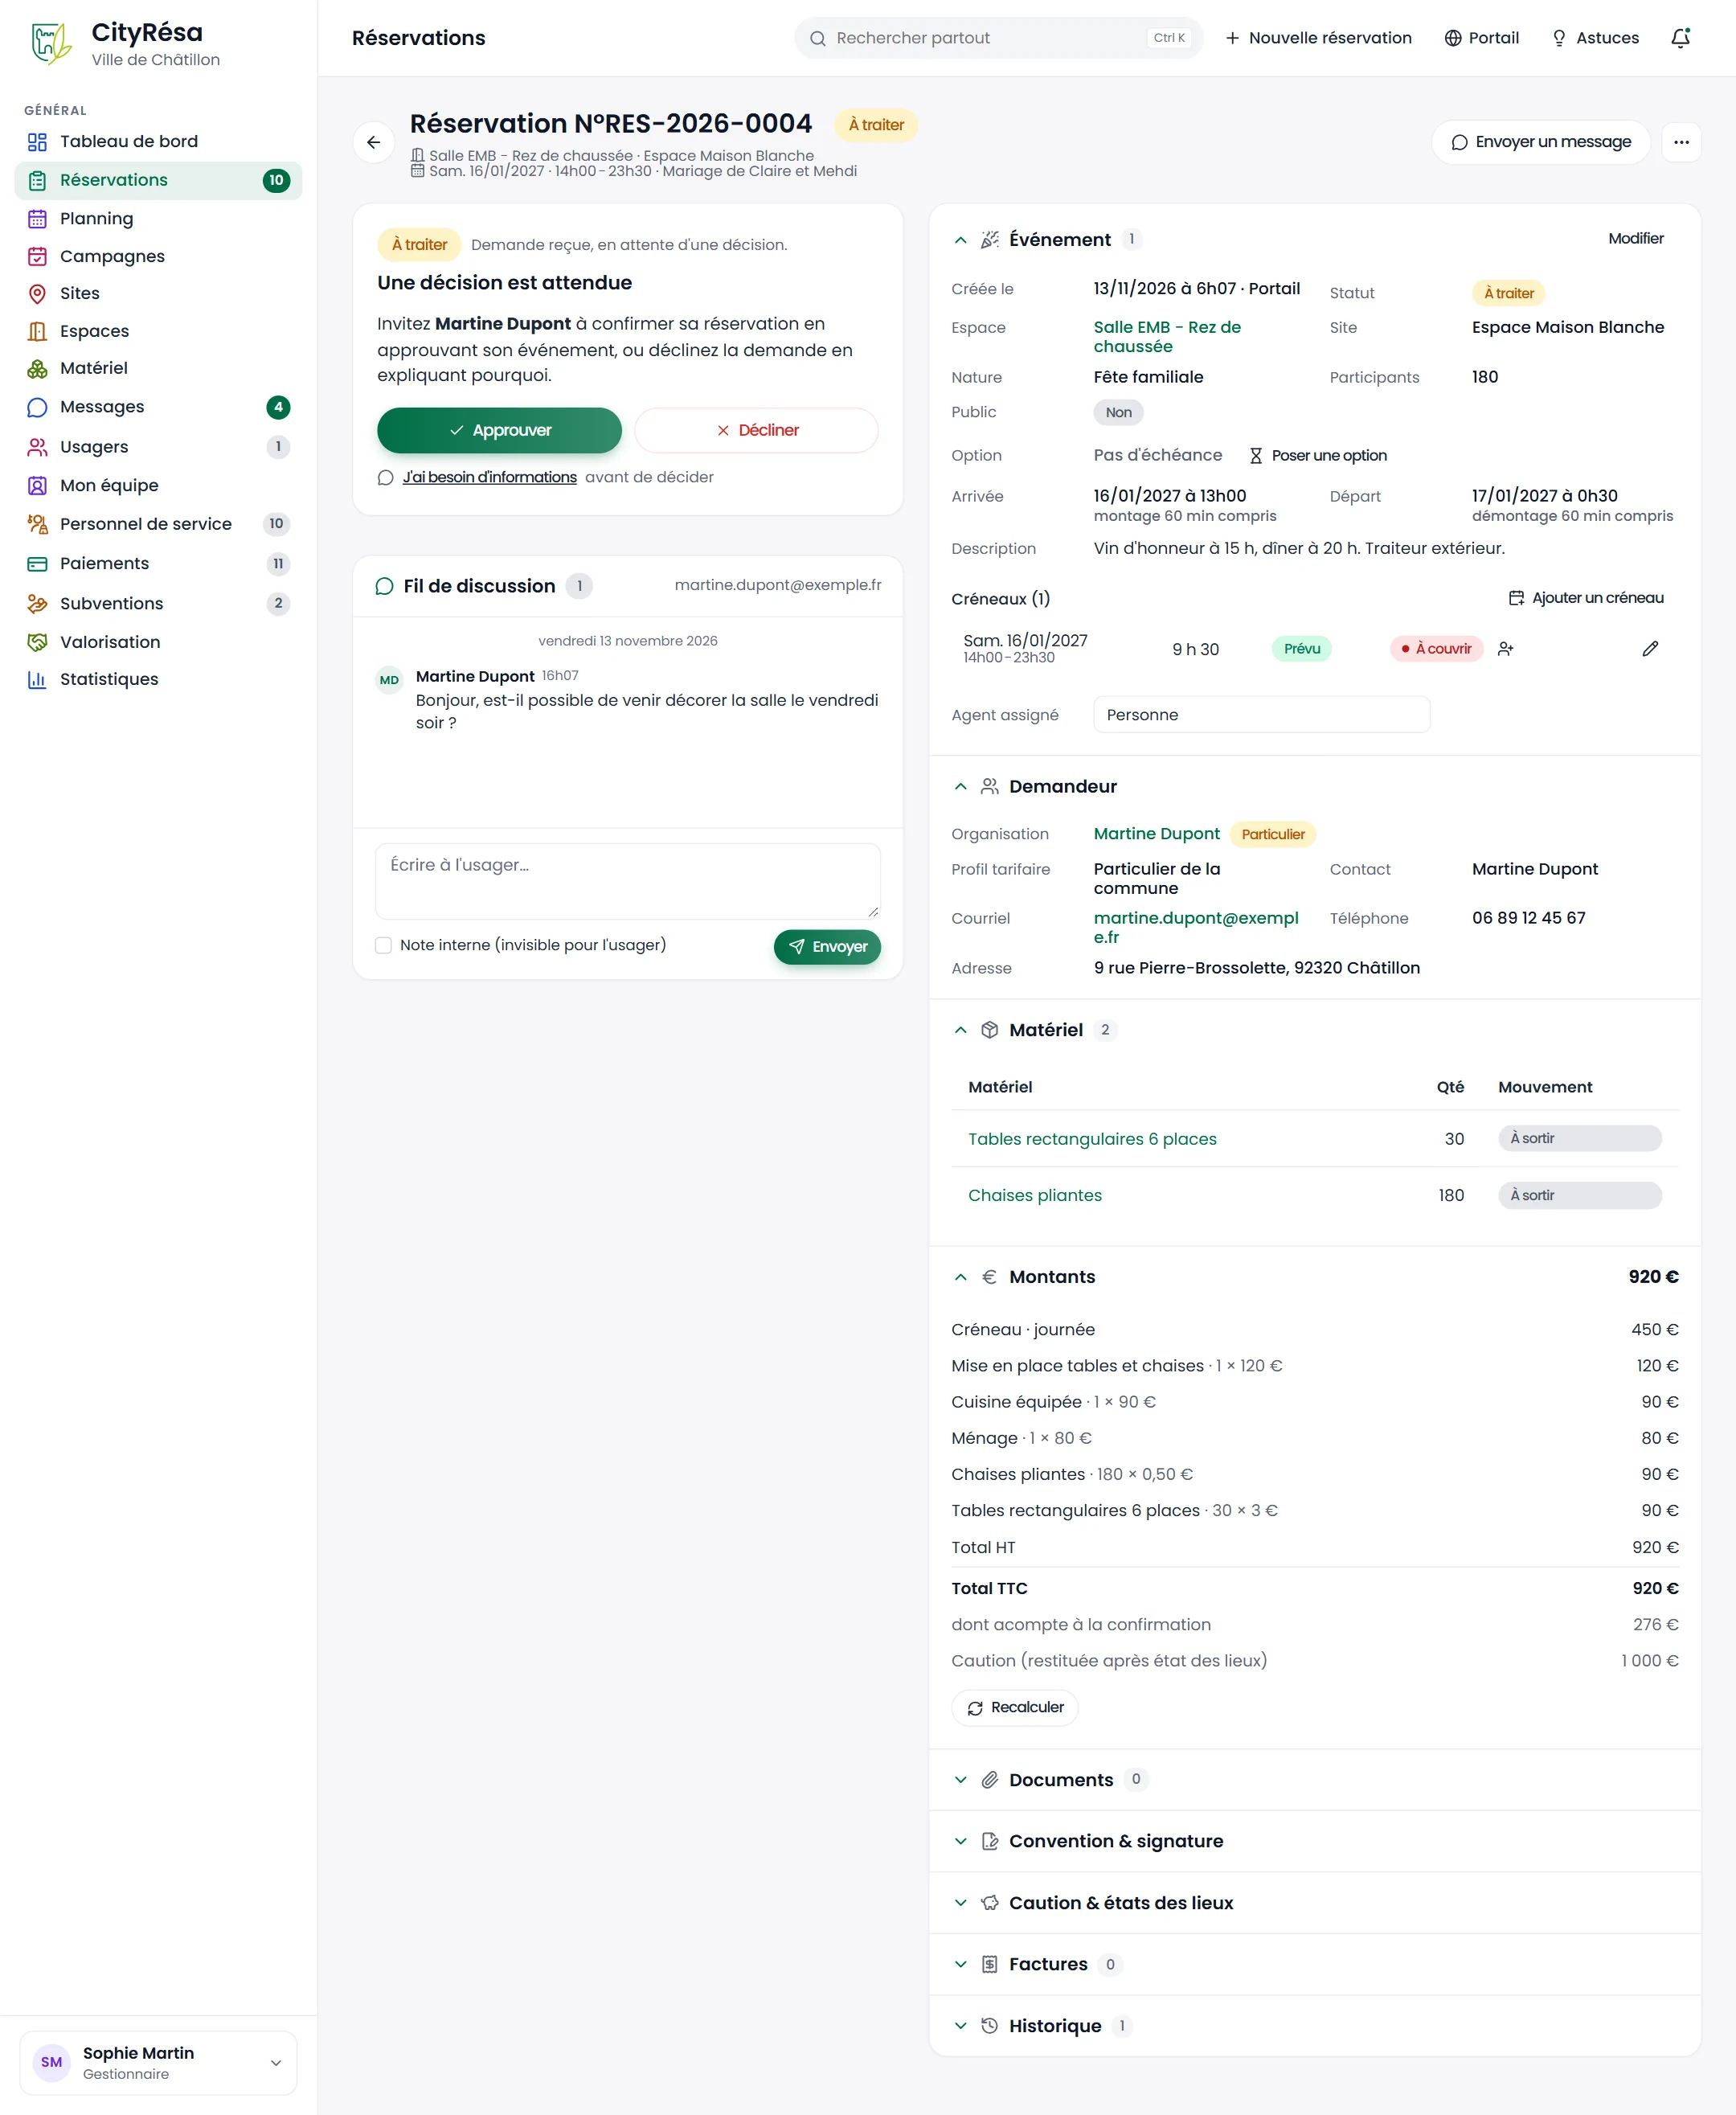 CityRésa
Ville de Châtillon
GÉNÉRAL
Tableau de bord
Réservations 10
Planning
Campagnes
Sites
Espaces
Matériel
Messages 4
Usagers 1
Mon équipe
Personnel de service 10
Paiements 11
Subventions 2
Valorisation
Statistiques
SM
Sophie Martin
Gestionnaire
Réservations
Rechercher partout Ctrl K
Nouvelle réservation
Portail
Astuces
Réservation N°RES-2026-0004 À traiter
Salle EMB - Rez de chaussée · Espace Maison Blanche
Sam. 16/01/2027 · 14h00-23h30 · Mariage de Claire et Mehdi
Envoyer un message
À traiter Demande reçue, en attente d'une décision.
Une décision est attendue
Invitez Martine Dupont à confirmer sa réservation en
approuvant son événement, ou déclinez la demande en
expliquant pourquoi.
Approuver
Décliner
J'ai besoin d'informations avant de décider
Fil de discussion 1 martine.dupont@exemple.fr
vendredi 13 novembre 2026
MD
Martine Dupont 16h07
Bonjour, est-il possible de venir décorer la salle le vendredi
soir ?
Écrire à l'usager...
Note interne (invisible pour l'usager)
Envoyer
Événement 1 Modifier
Créée le 13/11/2026 à 6h07 · Portail Statut À traiter
Espace Salle EMB - Rez de
chaussée
Site Espace Maison Blanche
Nature Fête familiale Participants 180
Public Non
Option Pas d'échéance Poser une option
Arrivée 16/01/2027 à 13h00
montage 60 min compris
Départ 17/01/2027 à 0h30
démontage 60 min compris
Description Vin d'honneur à 15 h, dîner à 20 h. Traiteur extérieur.
Créneaux (1) Ajouter un créneau
Sam. 16/01/2027
14h00-23h30
9 h 30 Prévu À couvrir
Agent assigné Personne
Demandeur
Organisation Martine Dupont Particulier
Profil tarifaire Particulier de la
commune
Contact Martine Dupont
Courriel martine.dupont@exempl
e.fr
Téléphone 06 89 12 45 67
Adresse 9 rue Pierre-Brossolette, 92320 Châtillon
Matériel 2
Matériel Qté Mouvement
Tables rectangulaires 6 places 30 À sortir
Chaises pliantes 180 À sortir
Montants 920 €
Créneau · journée 450 €
Mise en place tables et chaises · 1 × 120 € 120 €
Cuisine équipée · 1 × 90 € 90 €
Ménage · 1 × 80 € 80 €
Chaises pliantes · 180 × 0,50 € 90 €
Tables rectangulaires 6 places · 30 × 3 € 90 €
Total HT 920 €
Total TTC 920 €
dont acompte à la confirmation 276 €
Caution (restituée après état des lieux) 1 000 €
Recalculer
Documents 0
Convention & signature
Caution & états des lieux
Factures 0
Historique 1